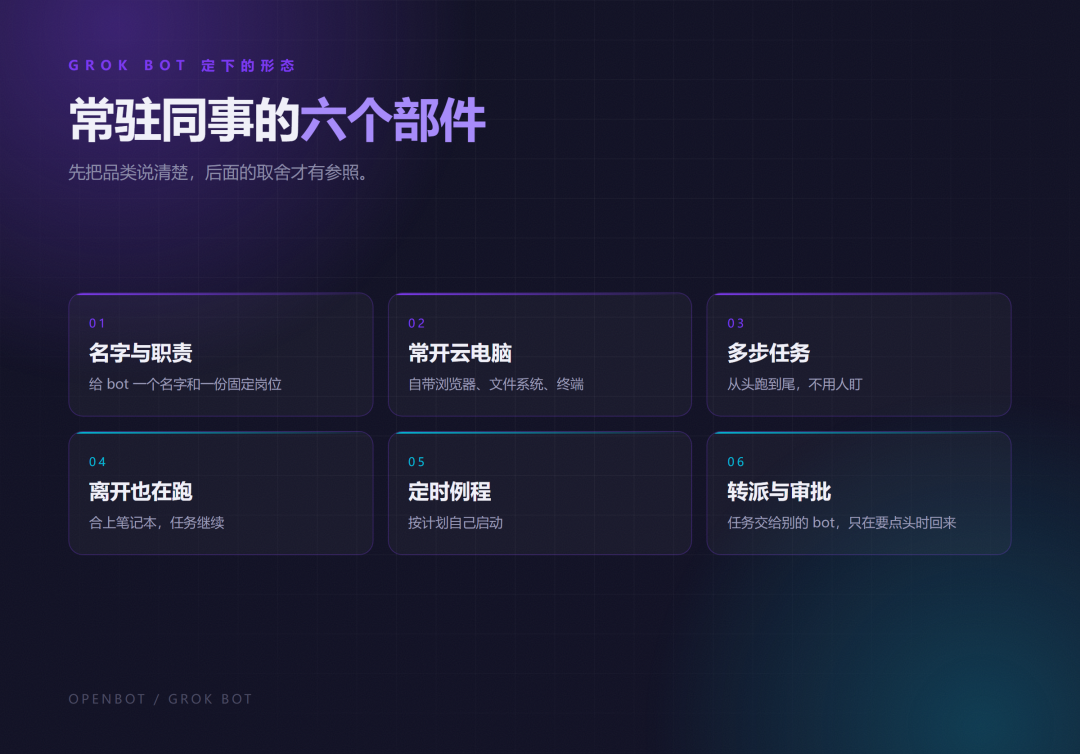 GROK BOT 定下的形态
常驻同事的六个部件
先把品类说清楚，后面的取舍才有参照。
01
名字与职责
给 bot 一个名字和一份固定岗位
02
常开云电脑
自带浏览器、文件系统、终端
03
多步任务
从头跑到尾，不用人盯
04
离开也在跑
合上笔记本，任务继续
05
定时例程
按计划自己启动
06
转派与审批
任务交给别的 bot，只在要点头时回来
OPENBOT / GROK BOT